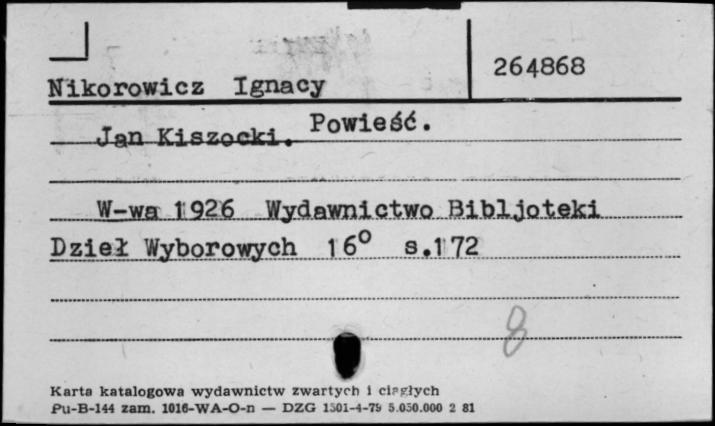 264868
Nikorowicz Ignacy
Jan Kiszocki. Powieść.
W-wa 1926 Wydawnictwo Bibljoteki
Dzieł Wyborowych 16° s.172
8
Karta katalogowa wydawnictw zwartych i ciągłych
Pu-B-144 zam. 1016-WA-O-n — DZG 1501-4-79 5.050.000 2 81